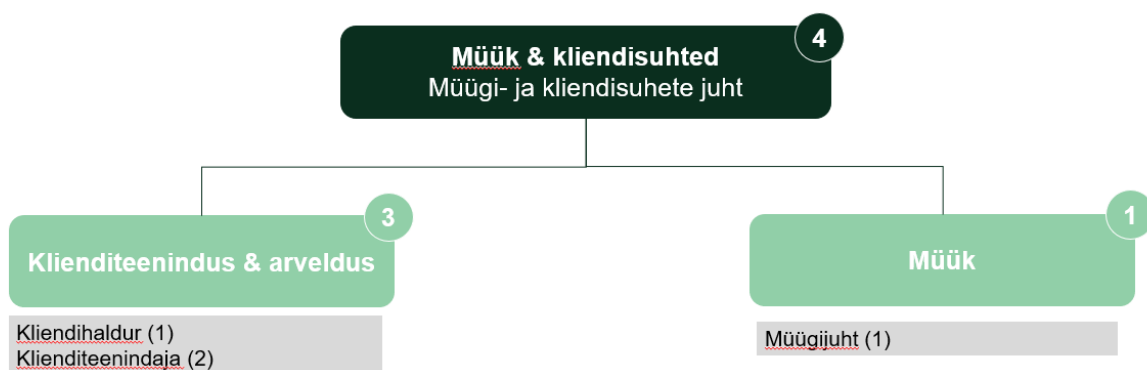 4
Müük & kliendisuhted
Müügi- ja kliendisuhete juht
3
Klienditeenindus & arveldus
Kliendihaldur (1)
Klienditeenindaja (2)
1
Müük
Müügijuht (1)